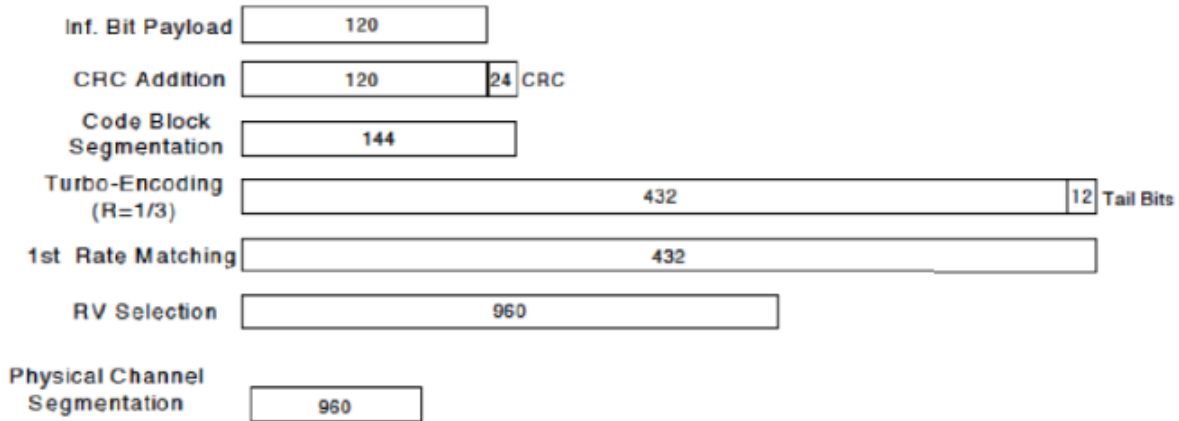 Inf. Bit Payload 120
CRC Addition 120 24 CRC
Code Block
Segmentation 144
Turbo-Encoding
(R=1/3) 432 12 Tail Bits
1st Rate Matching 432
RV Selection 960
Physical Channel
Segmentation 960